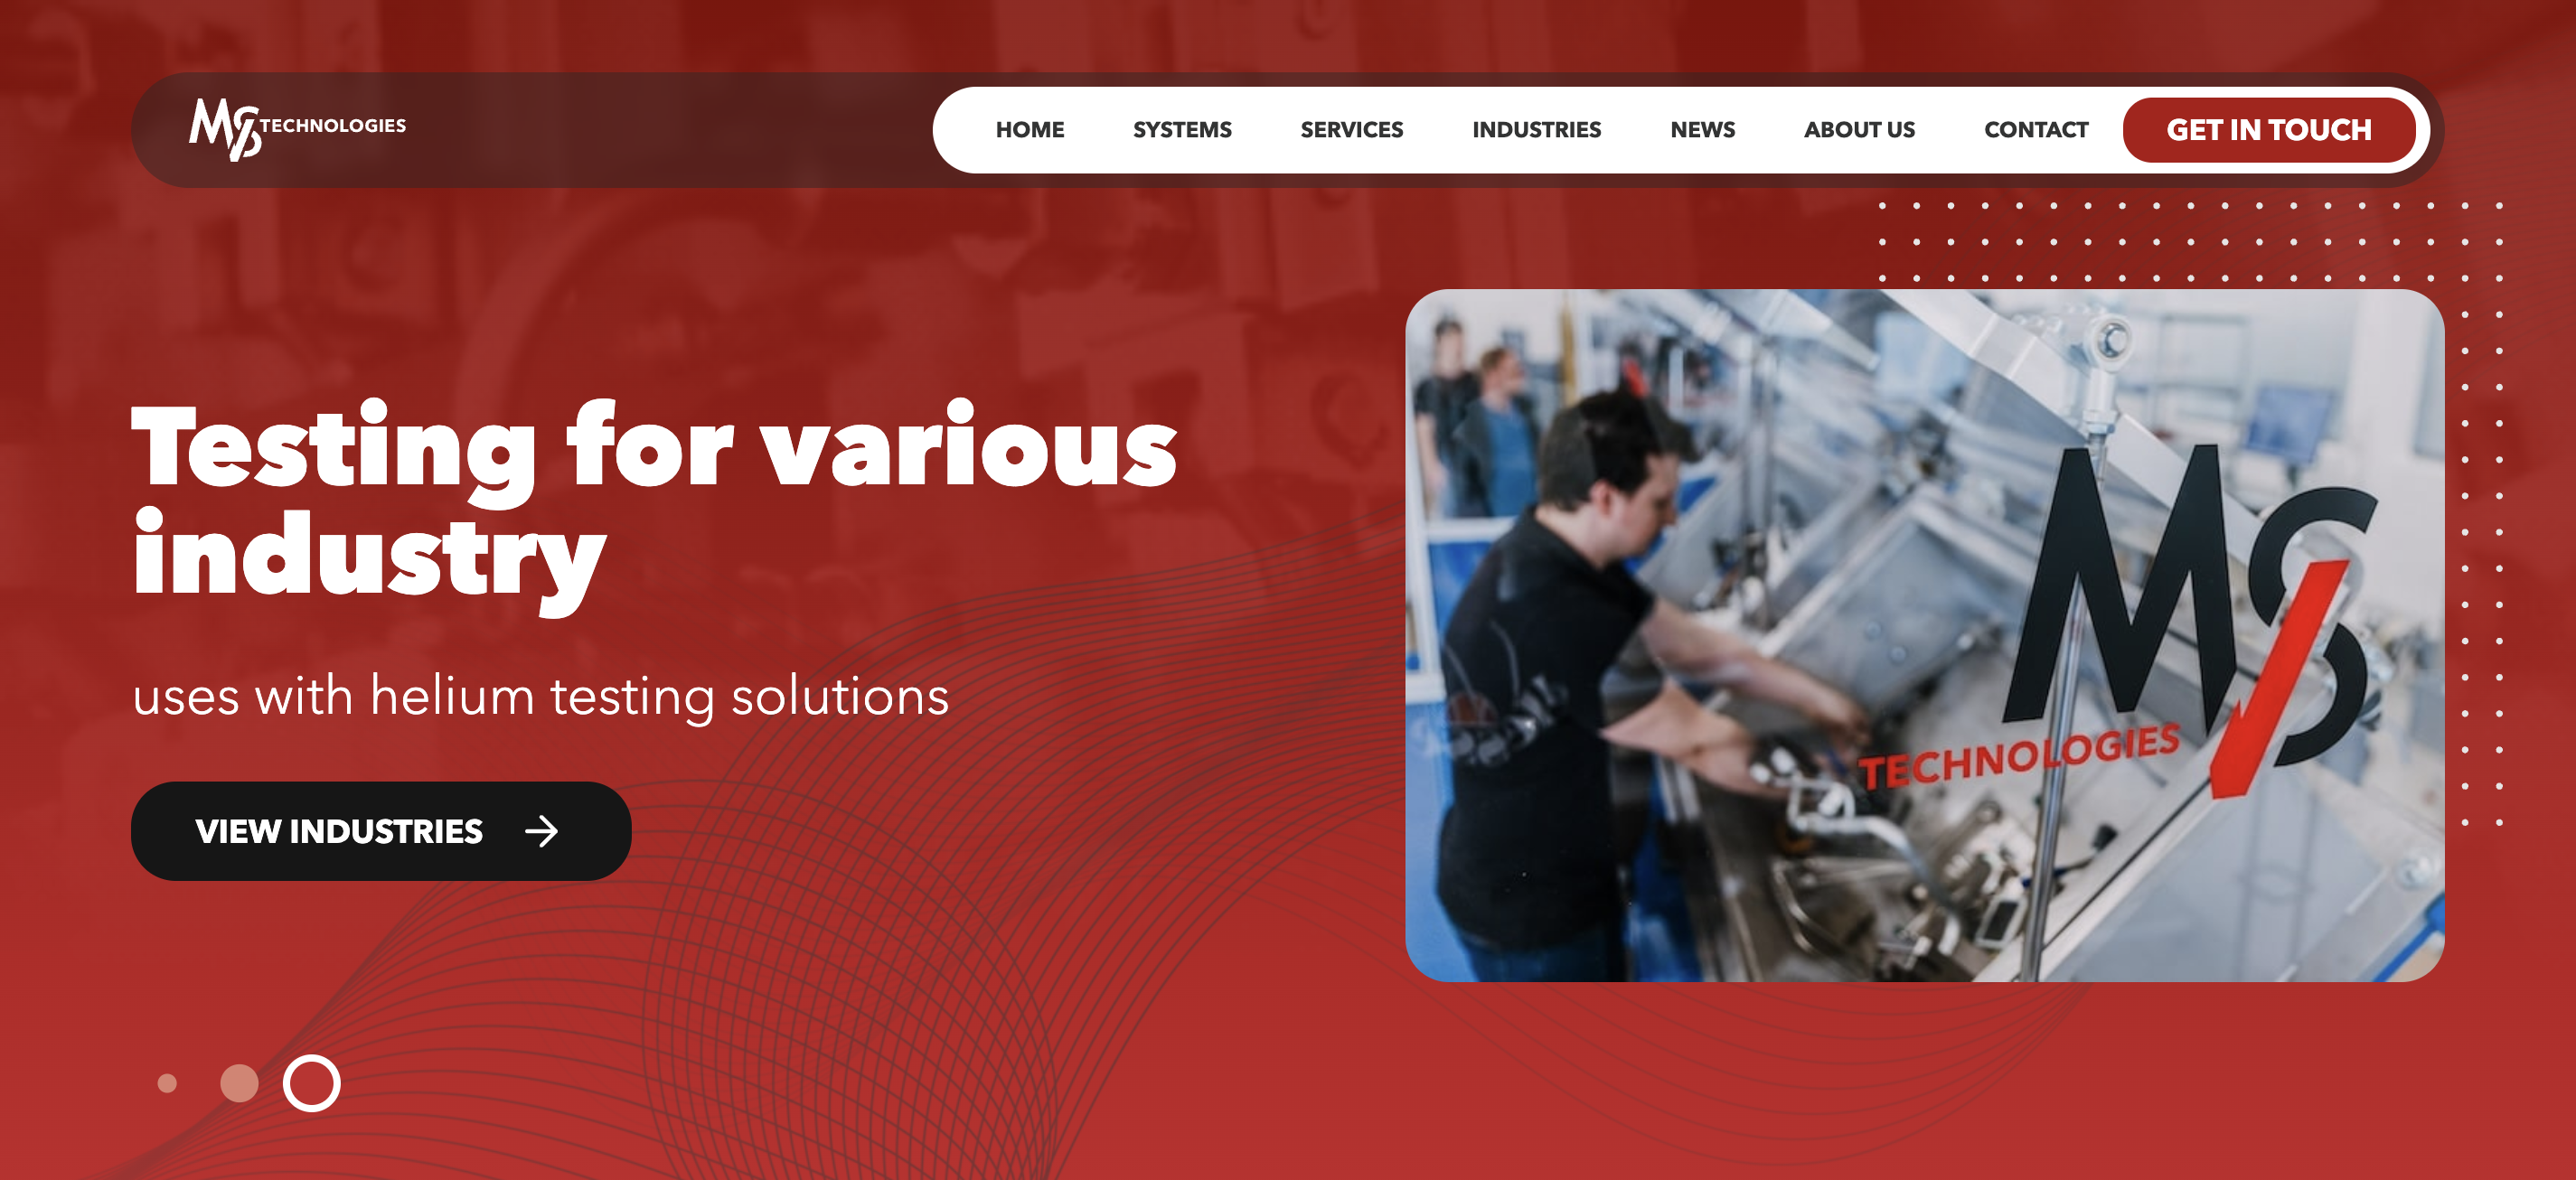 MS TECHNOLOGIES
HOME SYSTEMS SERVICES INDUSTRIES NEWS ABOUT US CONTACT GET IN TOUCH
Testing for various
industry
uses with helium testing solutions
VIEW INDUSTRIES
MS
TECHNOLOGIES